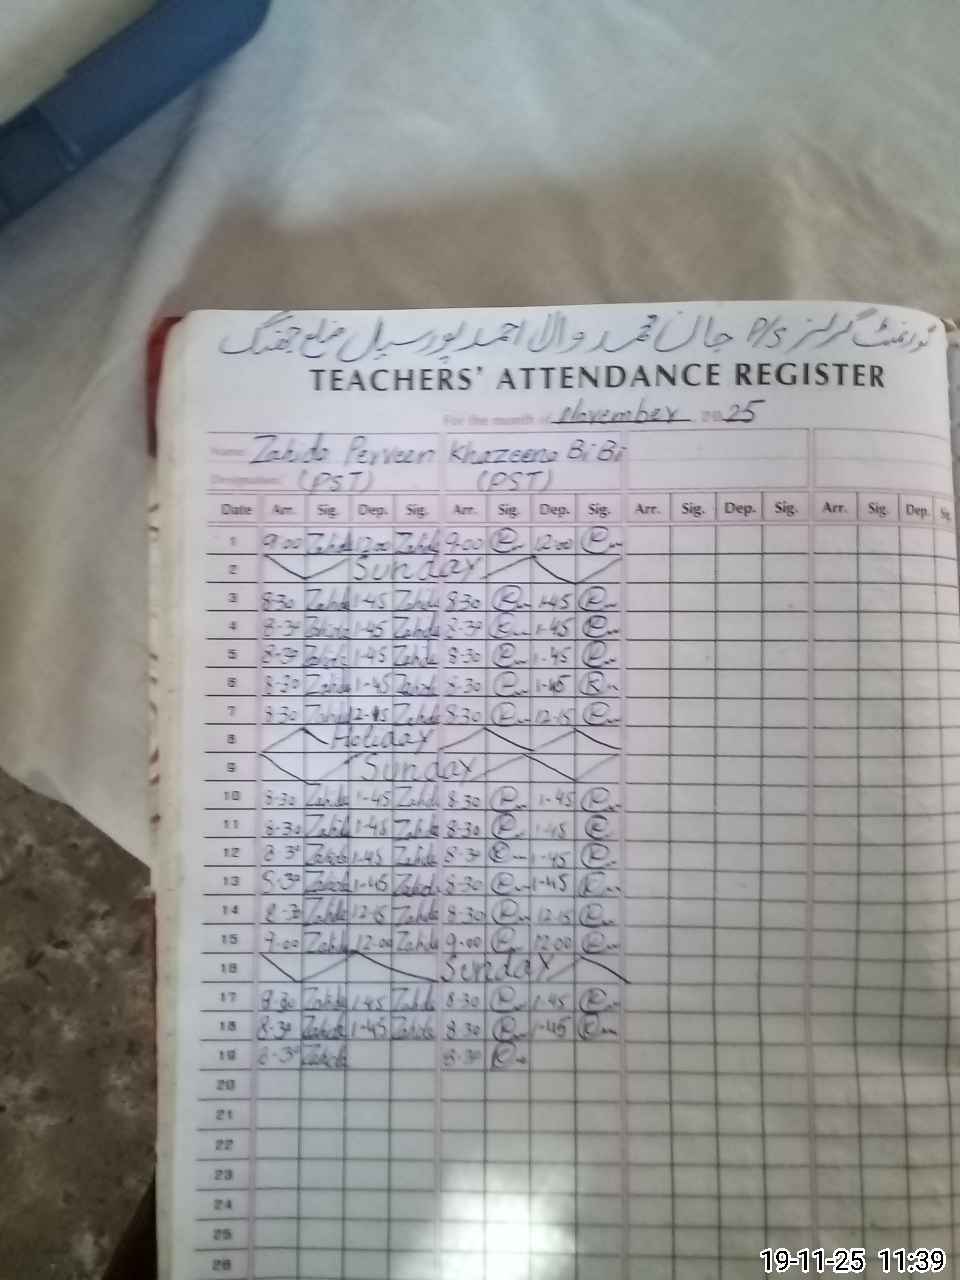 گورنمنٹ گرلز P/S جان محمد والا احمد پور سیال ضلع جھنگ
TEACHERS' ATTENDANCE REGISTER
For the month of November 2025
Name Zahida Perveen Khazeena BiBi
Designation (PST) (PST)
Date Arr. Sig. Dep. Sig. Arr. Sig. Dep. Sig. Arr. Sig. Dep. Sig. Arr. Sig. Dep. Sig.
1 9:00 Zahida 12:00 Zahida 9:00 12:00
2 Sunday
3 8:30 Zahida 1-45 Zahida 8:30 1-45
4 8-30 Zahida 1-45 Zahida 8-30 1-45
5 8-30 Zahida 1-45 Zahida 8-30 1-45
6 8-30 Zahida 1-45 Zahida 8-30 1-45
7 8:30 Zahida 12-15 Zahida 8:30 12-15
8 Holiday
9 Sunday
10 8-30 Zahida 1-45 Zahida 8-30 1-45
11 8-30 Zahida 1-45 Zahida 8-30 1-45
12 8-30 Zahida 1-45 Zahida 8-30 1-45
13 8-30 Zahida 1-45 Zahida 8-30 1-45
14 8-30 Zahida 12-15 Zahida 8-30 12-15
15 9-00 Zahida 12-00 Zahida 9-00 12-00
16 Sunday
17 8-30 Zahida 1-45 Zahida 8-30 1-45
18 8-30 Zahida 1-45 Zahida 8-30 1-45
19 8-30 Zahida 8-30
20
21
22
23
24
25
26
19-11-25 11:39